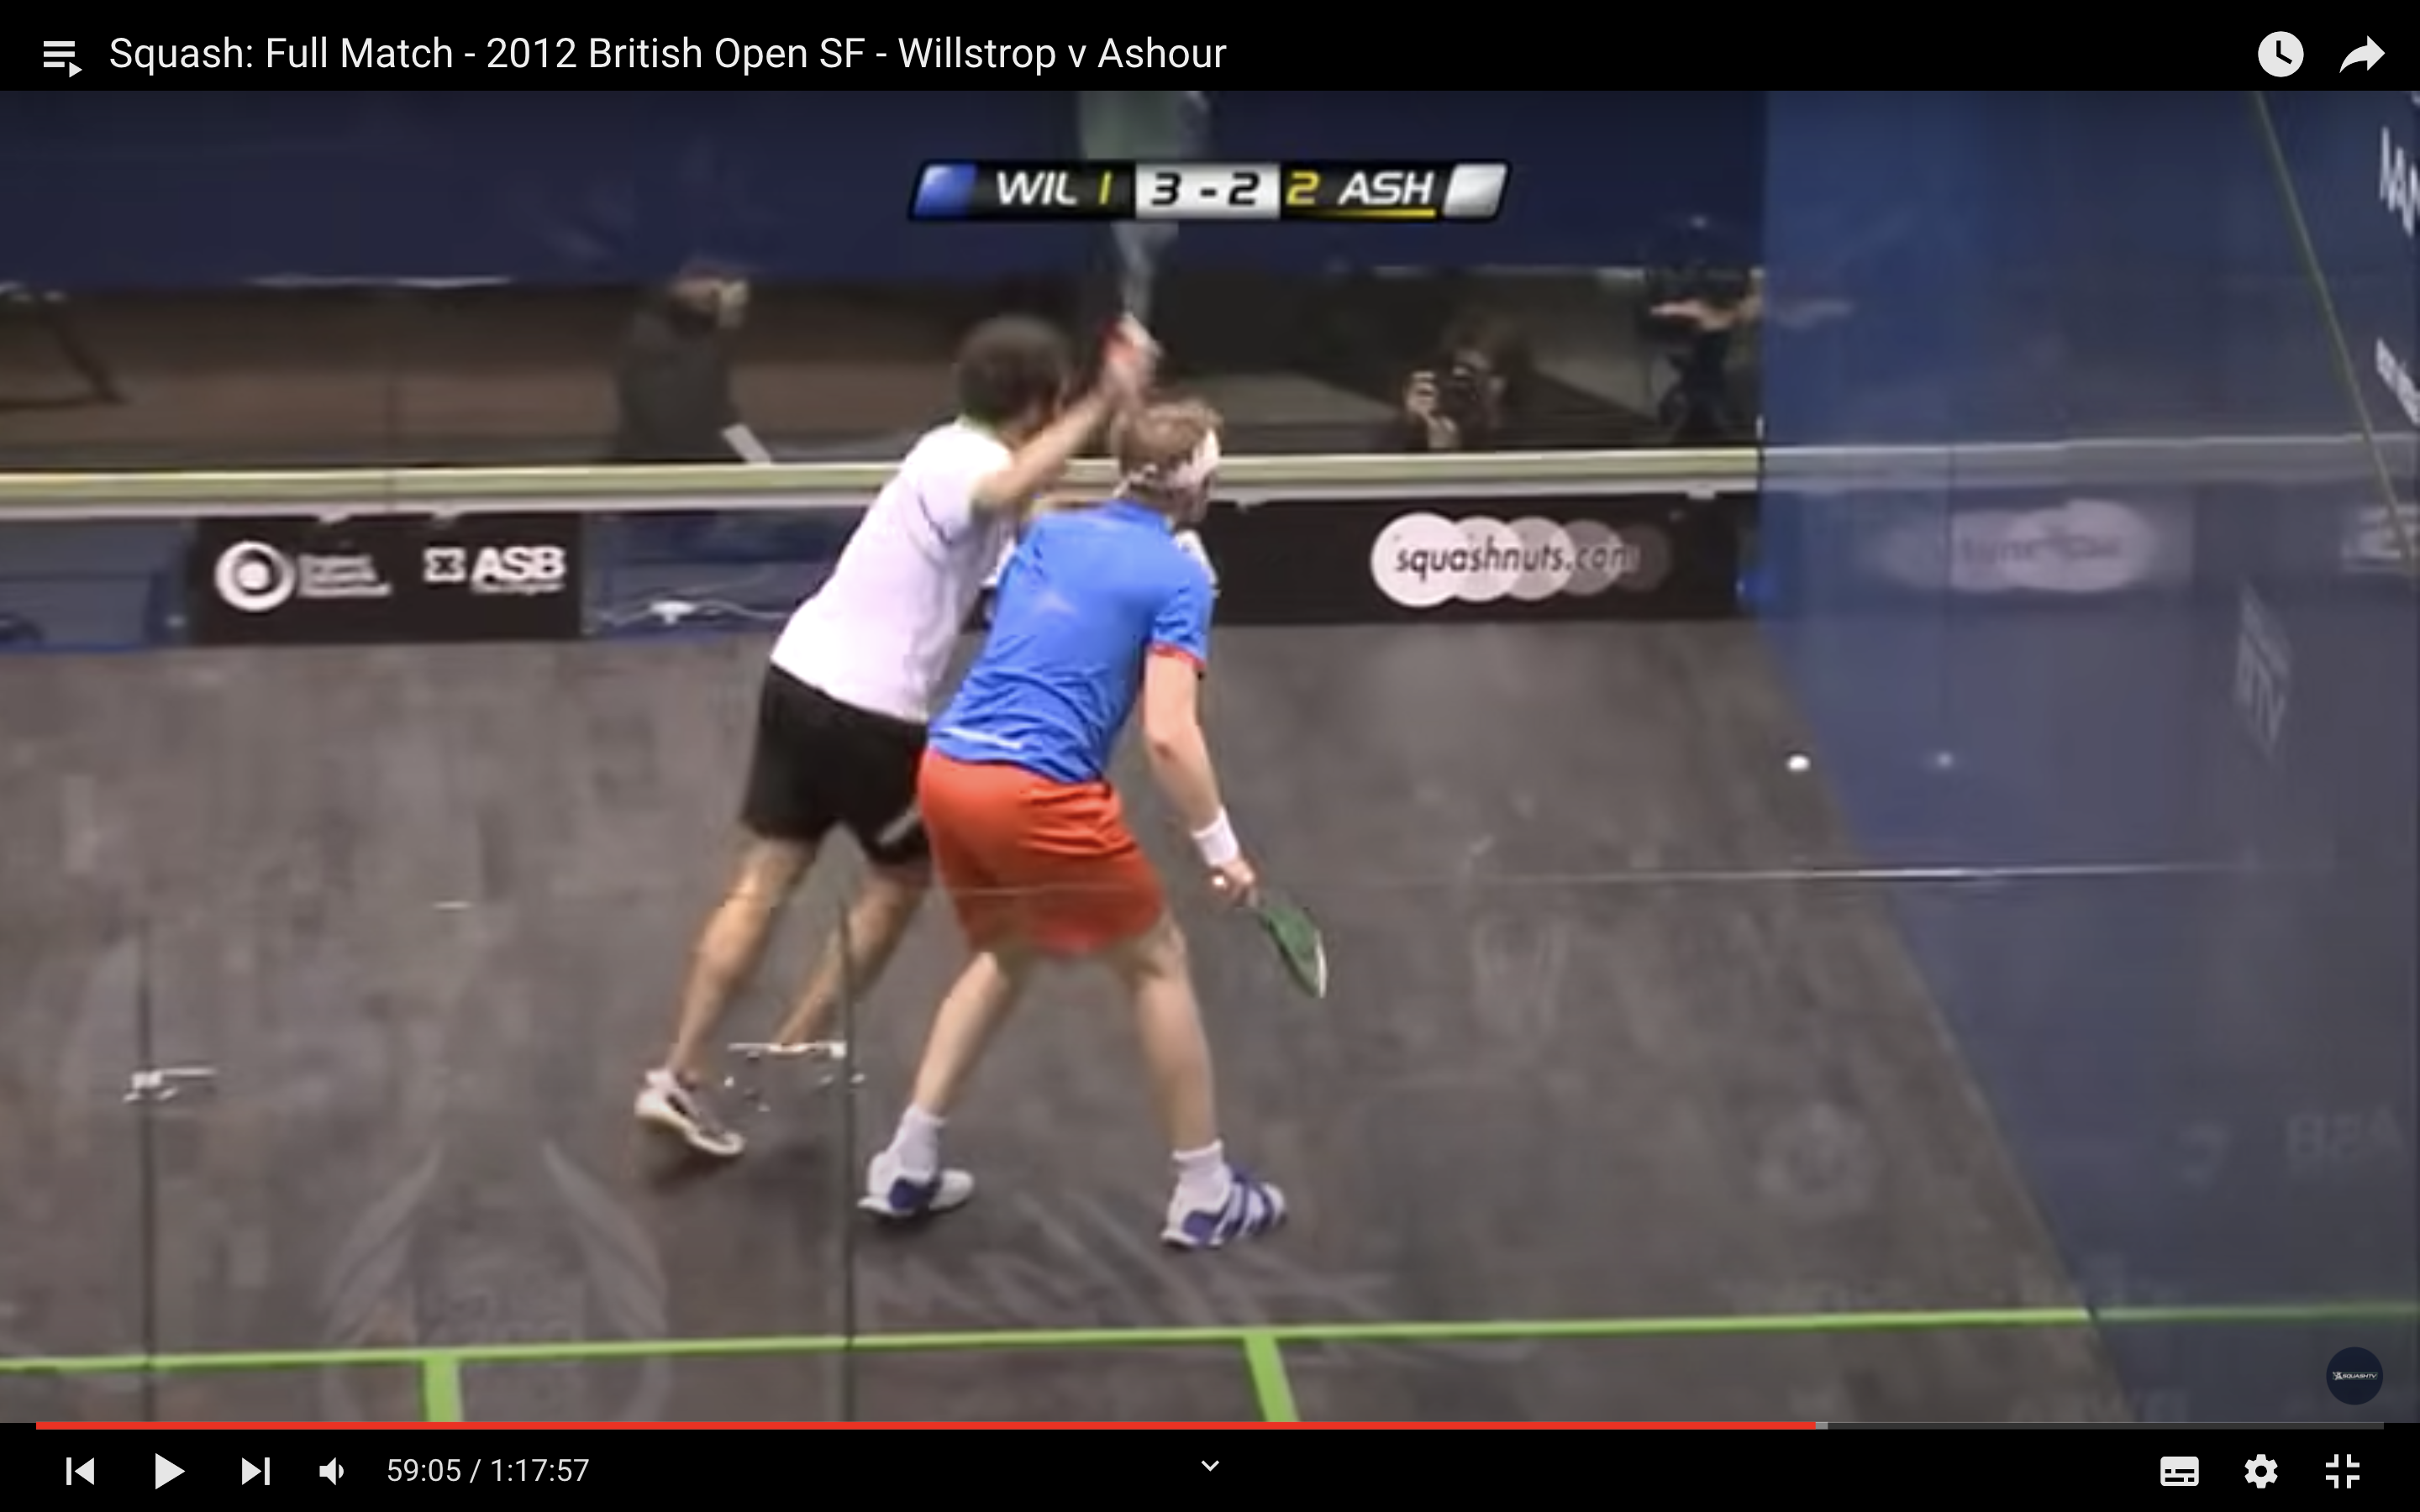 Squash: Full Match - 2012 British Open SF - Willstrop v Ashour
WIL 1 3 - 2 2 ASH
ASB
squashnuts.com
SQUASHTV
59:05 / 1:17:57